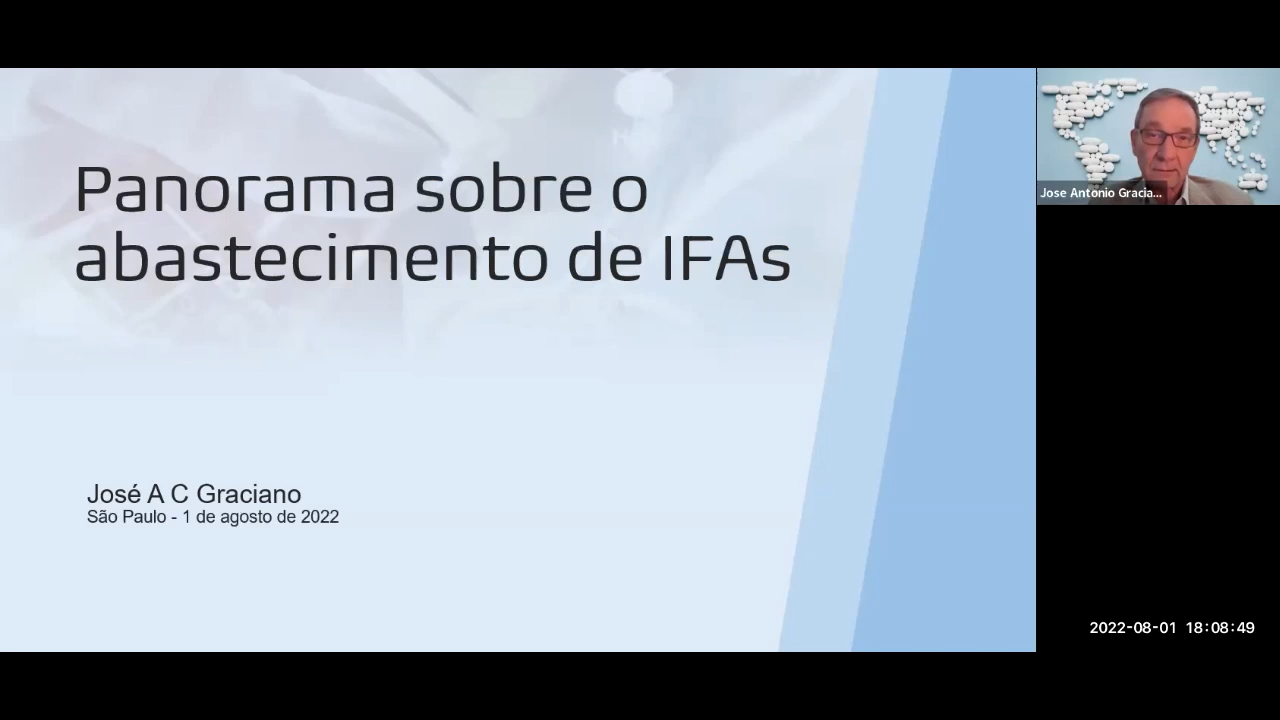 Panorama sobre o
abastecimento de IFAs
José A C Graciano
São Paulo - 1 de agosto de 2022
Jose Antonio Gracia...
2022-08-01 18:08:49